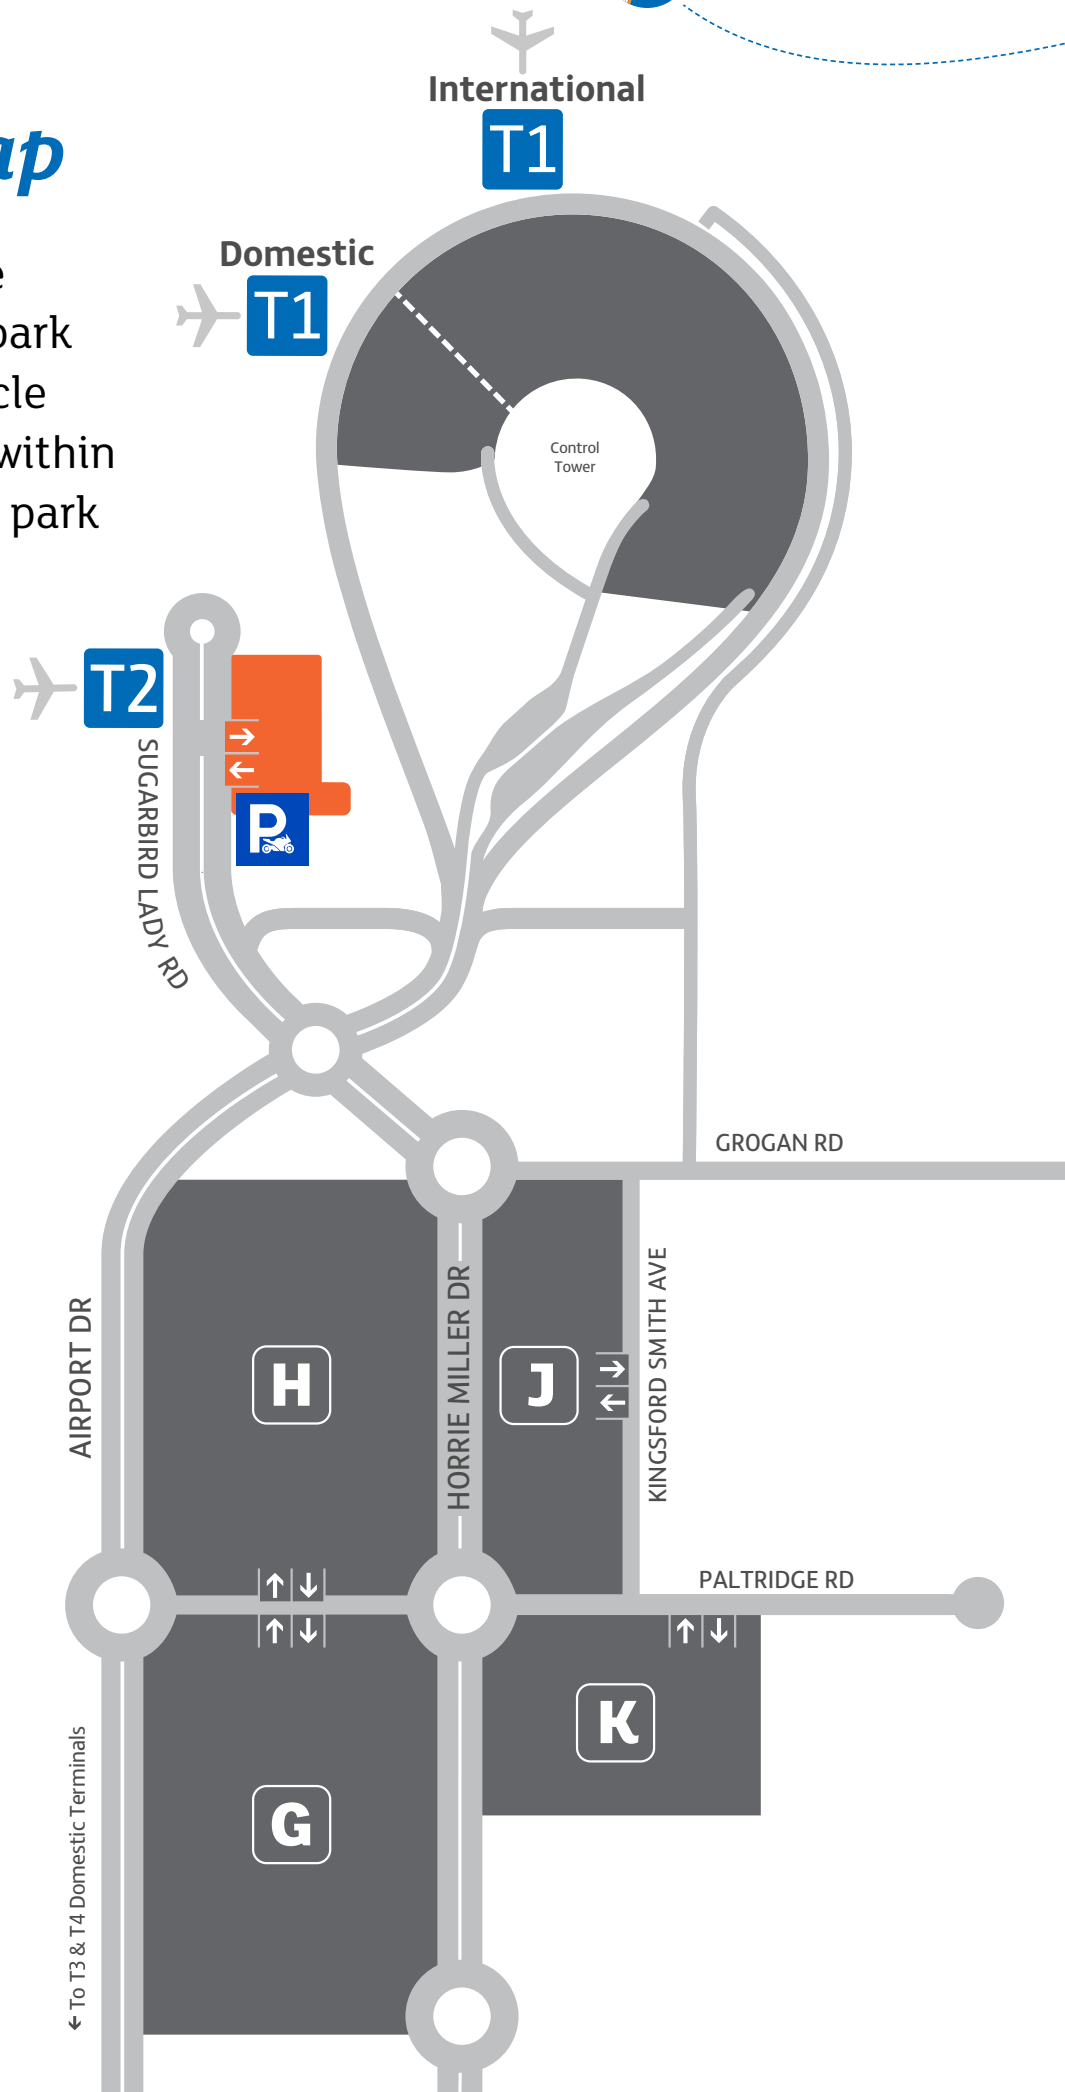 International
T1
ap
Domestic
T1
e
park
cle
within
park
Control
Tower
T2
SUGARBIRD LADY RD
P
GROGAN RD
AIRPORT DR
H
HORRIE MILLER DR
J
KINGSFORD SMITH AVE
PALTRIDGE RD
K
G
← To T3 & T4 Domestic Terminals